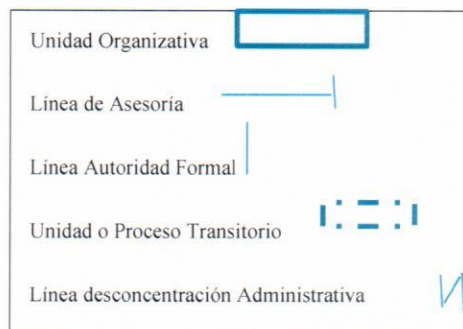 Unidad Organizativa
Línea de Asesoría
Línea Autoridad Formal
Unidad o Proceso Transitorio
Línea desconcentración Administrativa